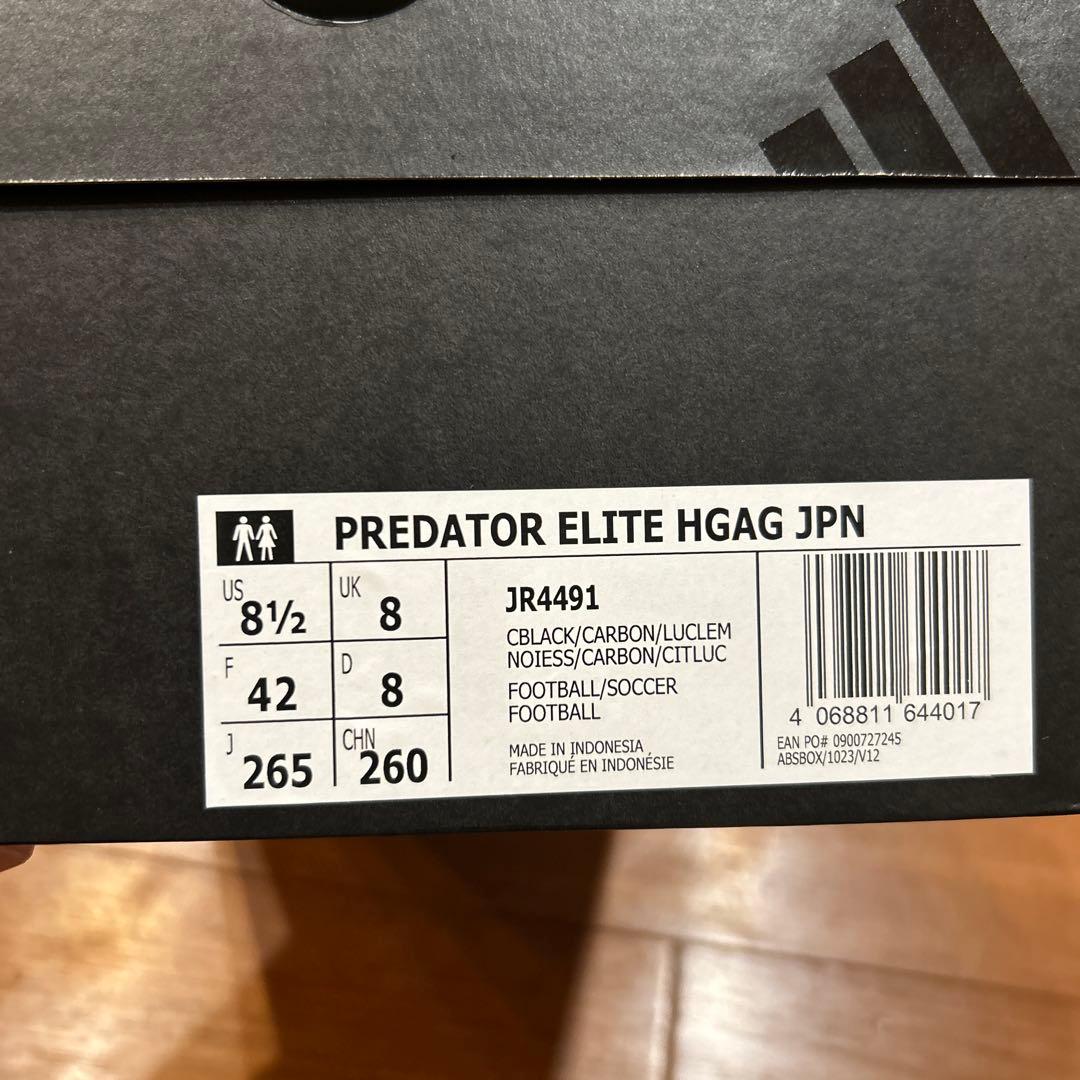 PREDATOR ELITE HGAG JPN
US 8½
UK 8
F 42
D 8
J 265
CHN 260
JR4491
CBLACK/CARBON/LUCLEM
NOIESS/CARBON/CITLUC
FOOTBALL/SOCCER
FOOTBALL
MADE IN INDONESIA
FABRIQUÉ EN INDONÉSIE
4 068811 644017
EAN PO# 0900727245
ABSBOX/1023/V12